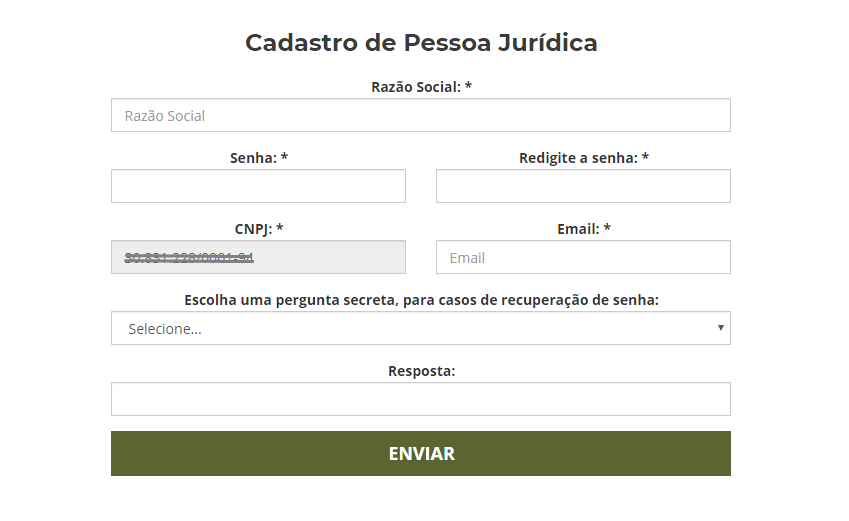 Cadastro de Pessoa Jurídica
Razão Social: *
Razão Social
Senha: * Redigite a senha: *
CNPJ: * Email: *
Email
Escolha uma pergunta secreta, para casos de recuperação de senha:
Selecione...
Resposta:
ENVIAR